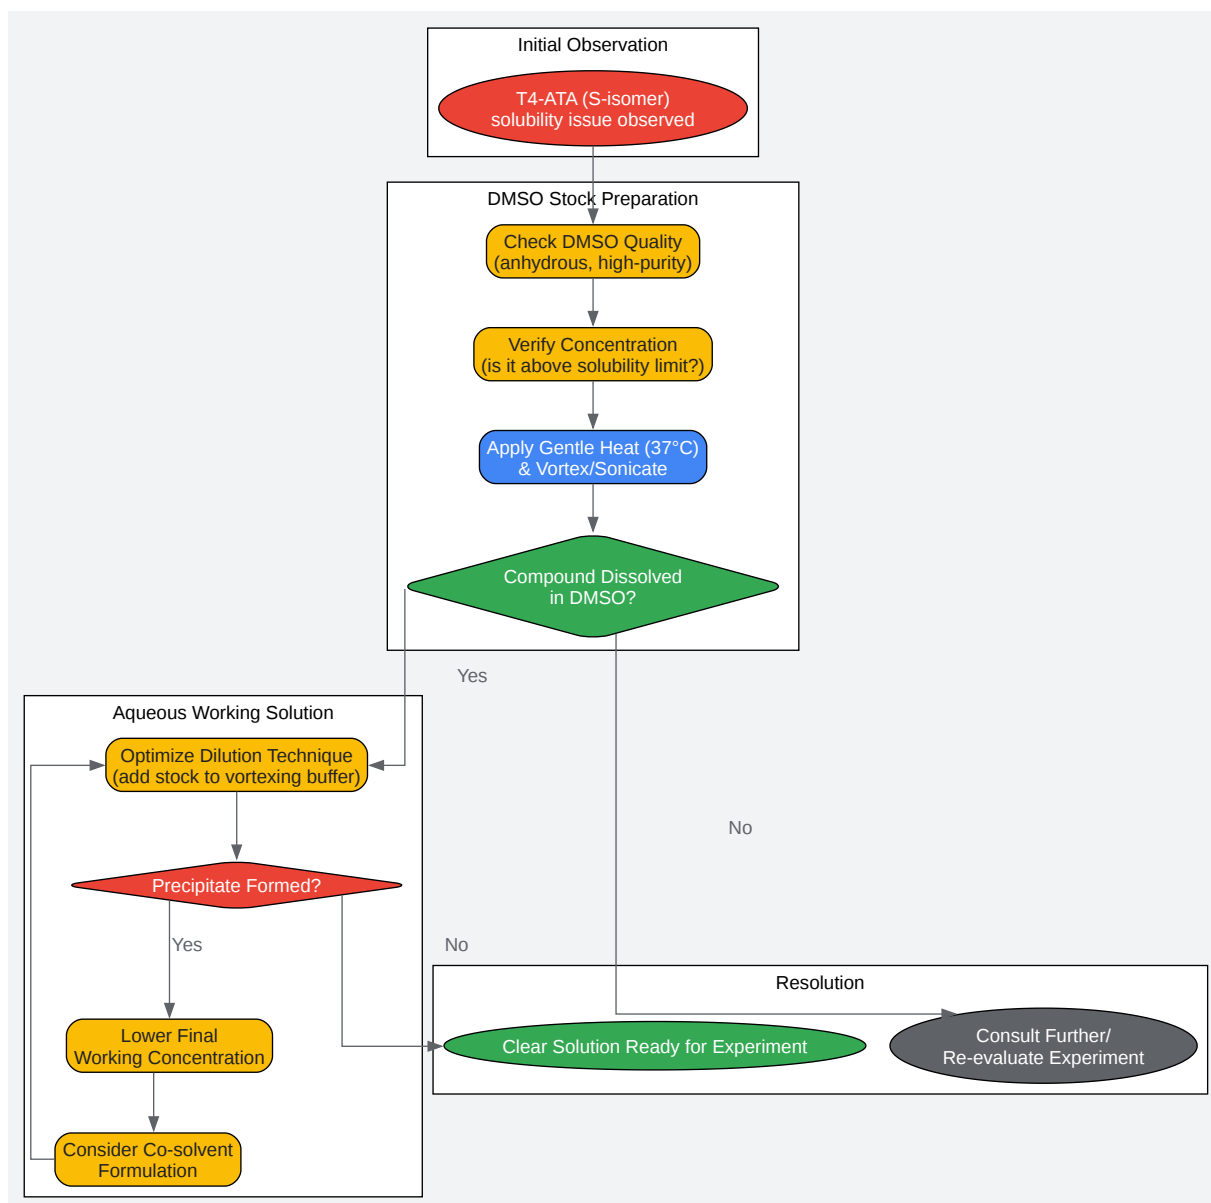 Initial Observation
T4-ATA (S-isomer)
solubility issue observed
DMSO Stock Preparation
Check DMSO Quality
(anhydrous, high-purity)
Verify Concentration
(is it above solubility limit?)
Apply Gentle Heat (37°C)
& Vortex/Sonicate
Compound Dissolved
in DMSO?
Yes
No
Aqueous Working Solution
Optimize Dilution Technique
(add stock to vortexing buffer)
Precipitate Formed?
Yes
No
Lower Final
Working Concentration
Consider Co-solvent
Formulation
Resolution
Clear Solution Ready for Experiment
Consult Further/
Re-evaluate Experiment